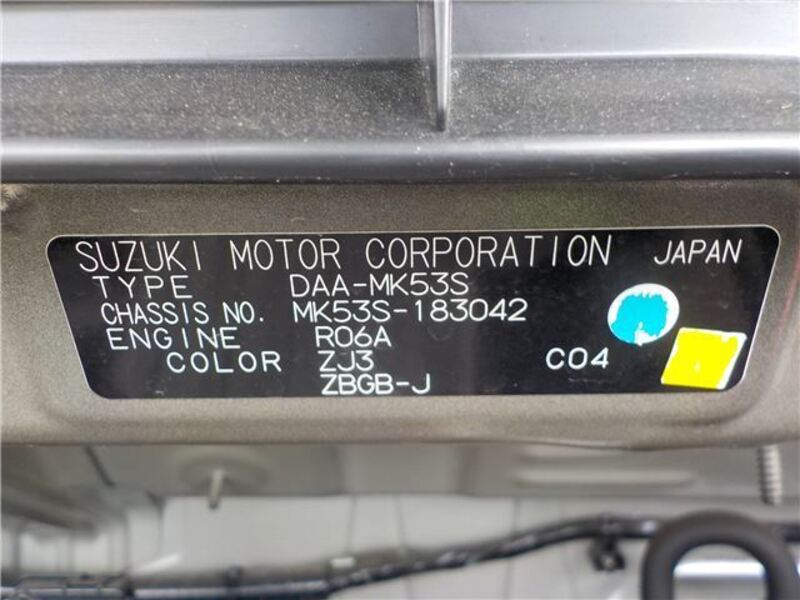 SUZUKI MOTOR CORPORATION JAPAN
TYPE DAA-MK53S
CHASSIS NO. MK53S-183042
ENGINE R06A
COLOR ZJ3 C04
ZBGB-J